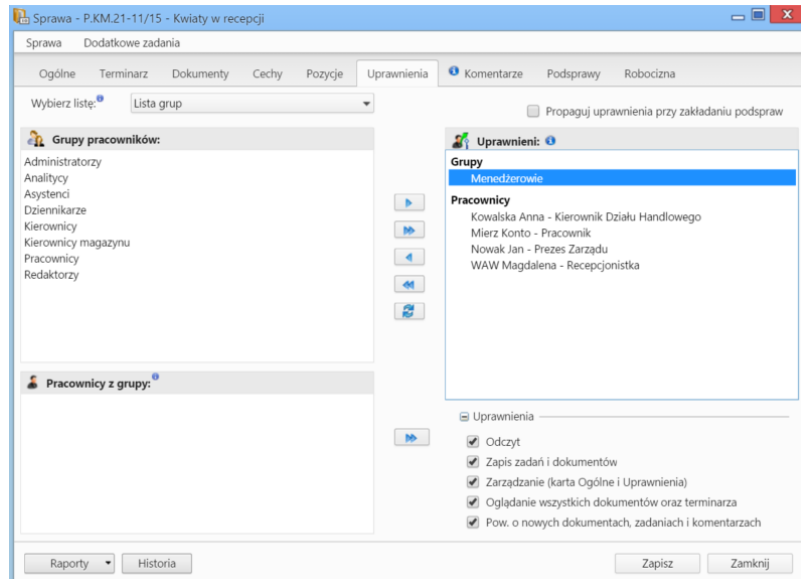 Sprawa - P.KM.21-11/15 - Kwiaty w recepcji
Sprawa Dodatkowe zadania
Ogólne Terminarz Dokumenty Cechy Pozycje Uprawnienia Komentarze Podsprawy Robocizna
Wybierz listę: Lista grup
Propaguj uprawnienia przy zakładaniu podspraw
Grupy pracowników:
Administratorzy
Analitycy
Asystenci
Dziennikarze
Kierownicy
Kierownicy magazynu
Pracownicy
Redaktorzy
Pracownicy z grupy:
Uprawnieni:
Grupy
Menedżerowie
Pracownicy
Kowalska Anna - Kierownik Działu Handlowego
Mierz Konto - Pracownik
Nowak Jan - Prezes Zarządu
WAW Magdalena - Recepcjonistka
Uprawnienia
Odczyt
Zapis zadań i dokumentów
Zarządzanie (karta Ogólne i Uprawnienia)
Oglądanie wszystkich dokumentów oraz terminarza
Pow. o nowych dokumentach, zadaniach i komentarzach
Raporty Historia Zapisz Zamknij